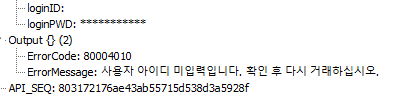 loginID:
loginPWD: ***********
Output {} (2)
ErrorCode: 80004010
ErrorMessage: 사용자 아이디 미입력입니다. 확인 후 다시 거래하십시오.
API_SEQ: 803172176ae43ab55715d538d3a5928f